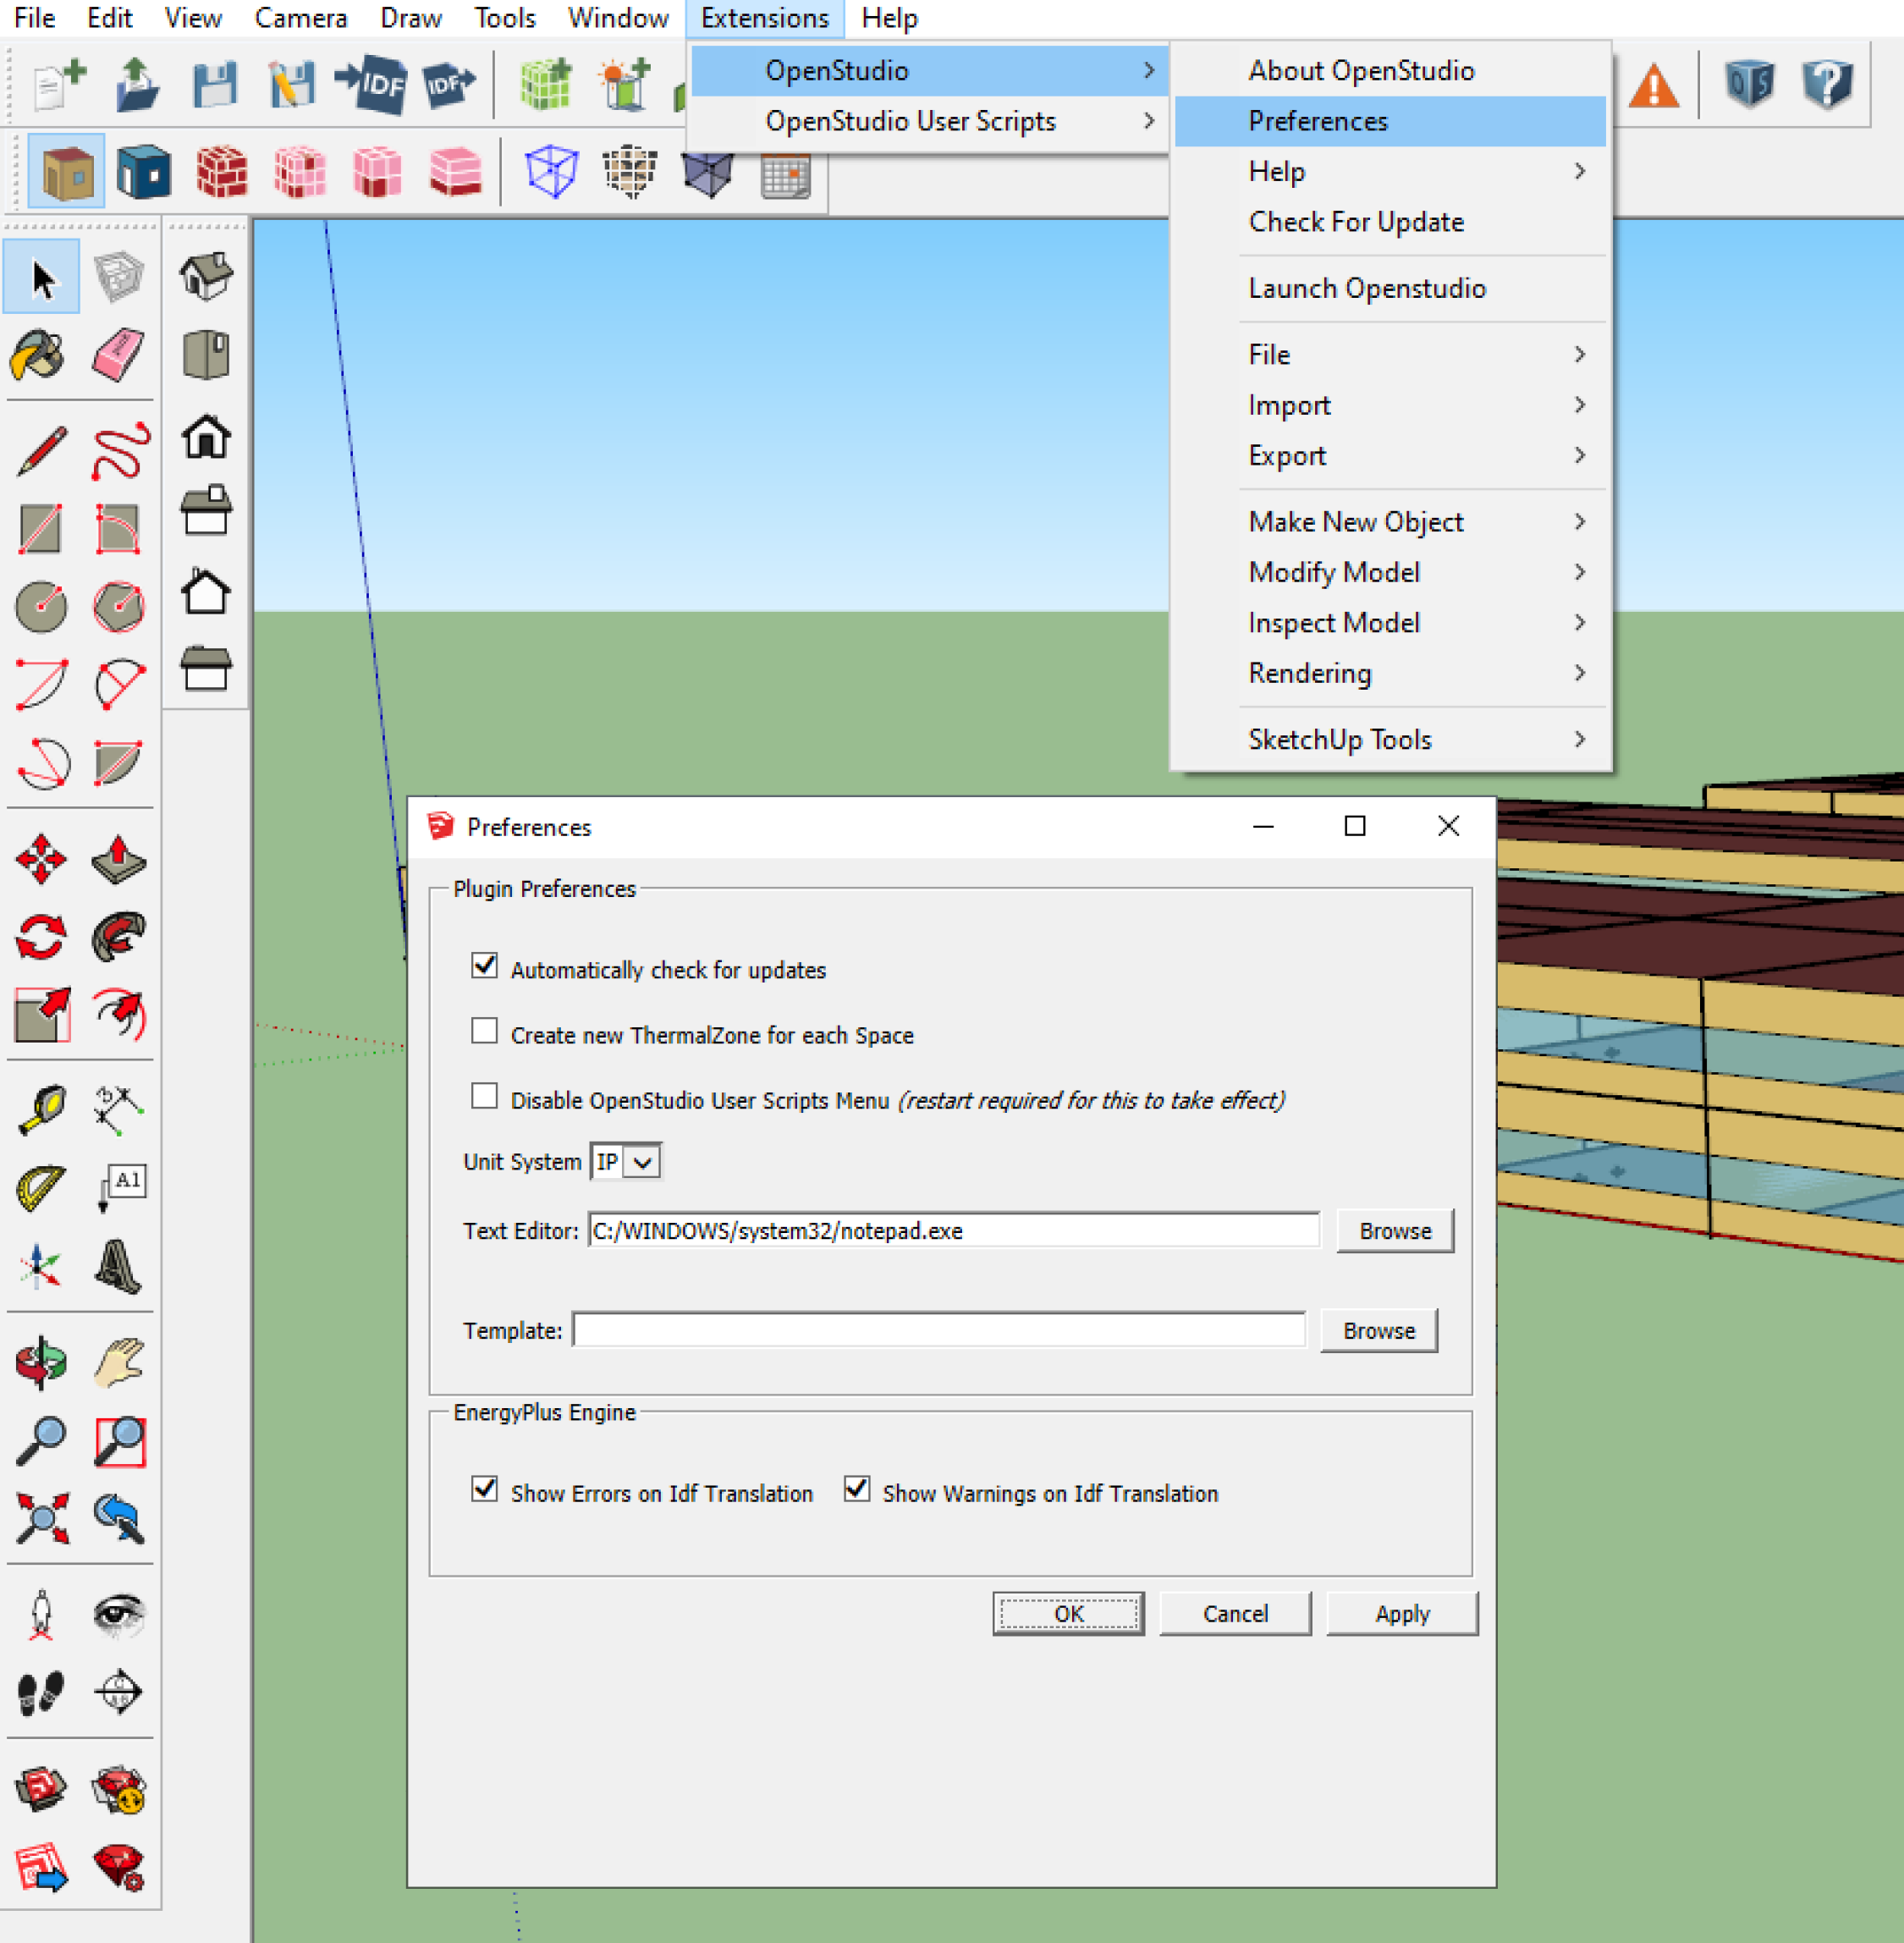 File Edit View Camera Draw Tools Window Extensions Help
OpenStudio
OpenStudio User Scripts
About OpenStudio
Preferences
Help
Check For Update
Launch Openstudio
File
Import
Export
Make New Object
Modify Model
Inspect Model
Rendering
SketchUp Tools
IDF
IDF
OS
?
A1
Preferences
Plugin Preferences
Automatically check for updates
Create new ThermalZone for each Space
Disable OpenStudio User Scripts Menu (restart required for this to take effect)
Unit System IP
Text Editor: C:/WINDOWS/system32/notepad.exe Browse
Template: Browse
EnergyPlus Engine
Show Errors on Idf Translation Show Warnings on Idf Translation
OK Cancel Apply